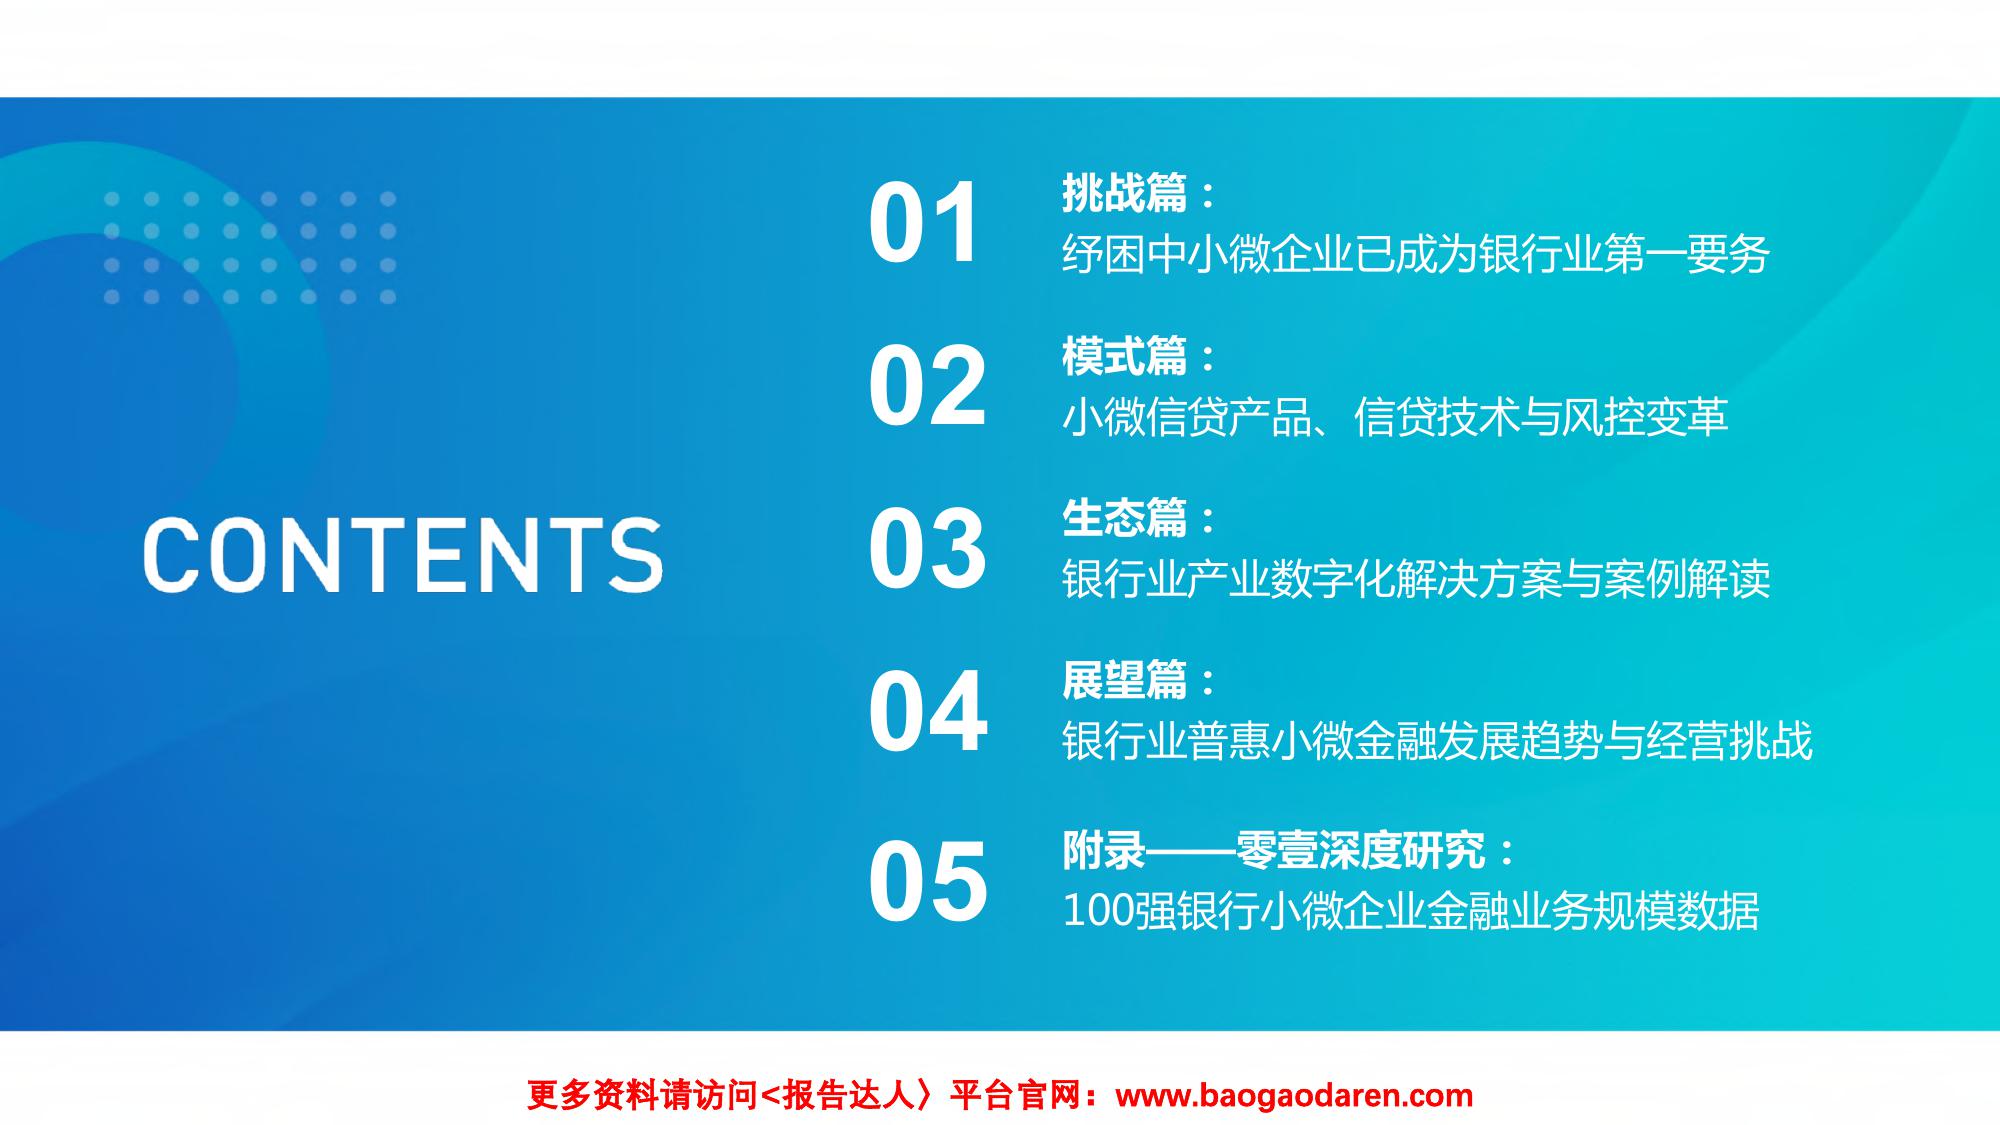 CONTENTS
01
挑战篇：
纾困中小微企业已成为银行业第一要务
02
模式篇：
小微信贷产品、信贷技术与风控变革
03
生态篇：
银行业产业数字化解决方案与案例解读
04
展望篇：
银行业普惠小微金融发展趋势与经营挑战
05
附录——零壹深度研究：
100强银行小微企业金融业务规模数据
更多资料请访问<报告达人〉平台官网：www.baogaodaren.com